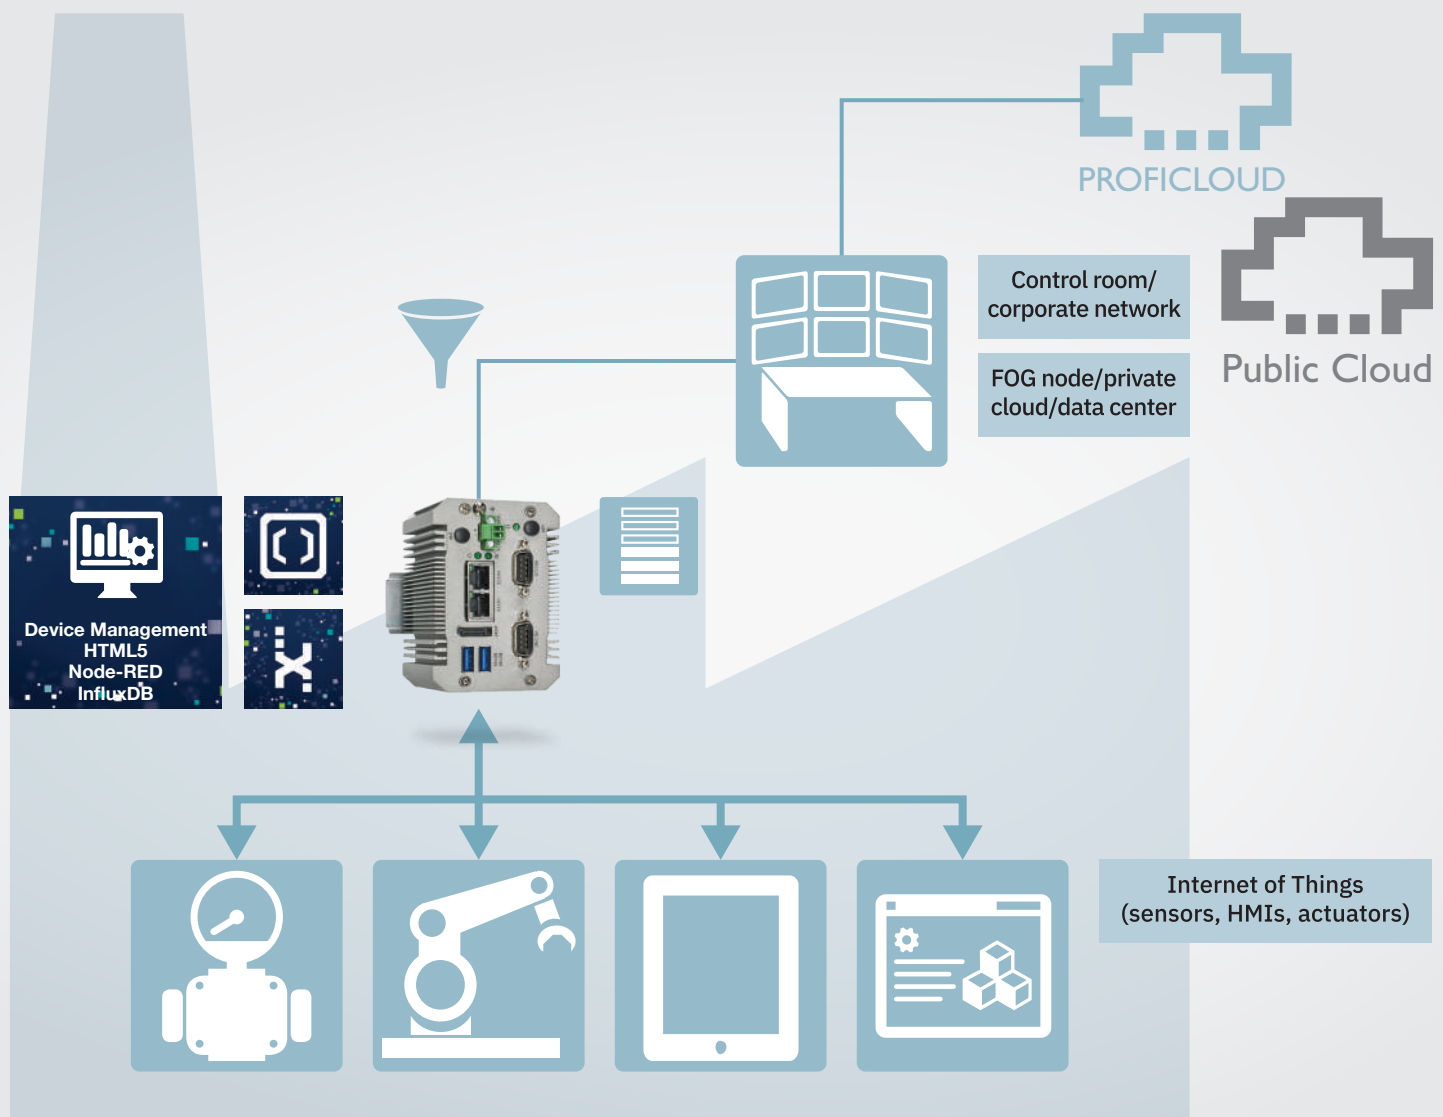 PROFICLOUD
Public Cloud
Control room/
corporate network
FOG node/private
cloud/data center
Device Management
HTML5
Node-RED
InfluxDB
Internet of Things
(sensors, HMIs, actuators)